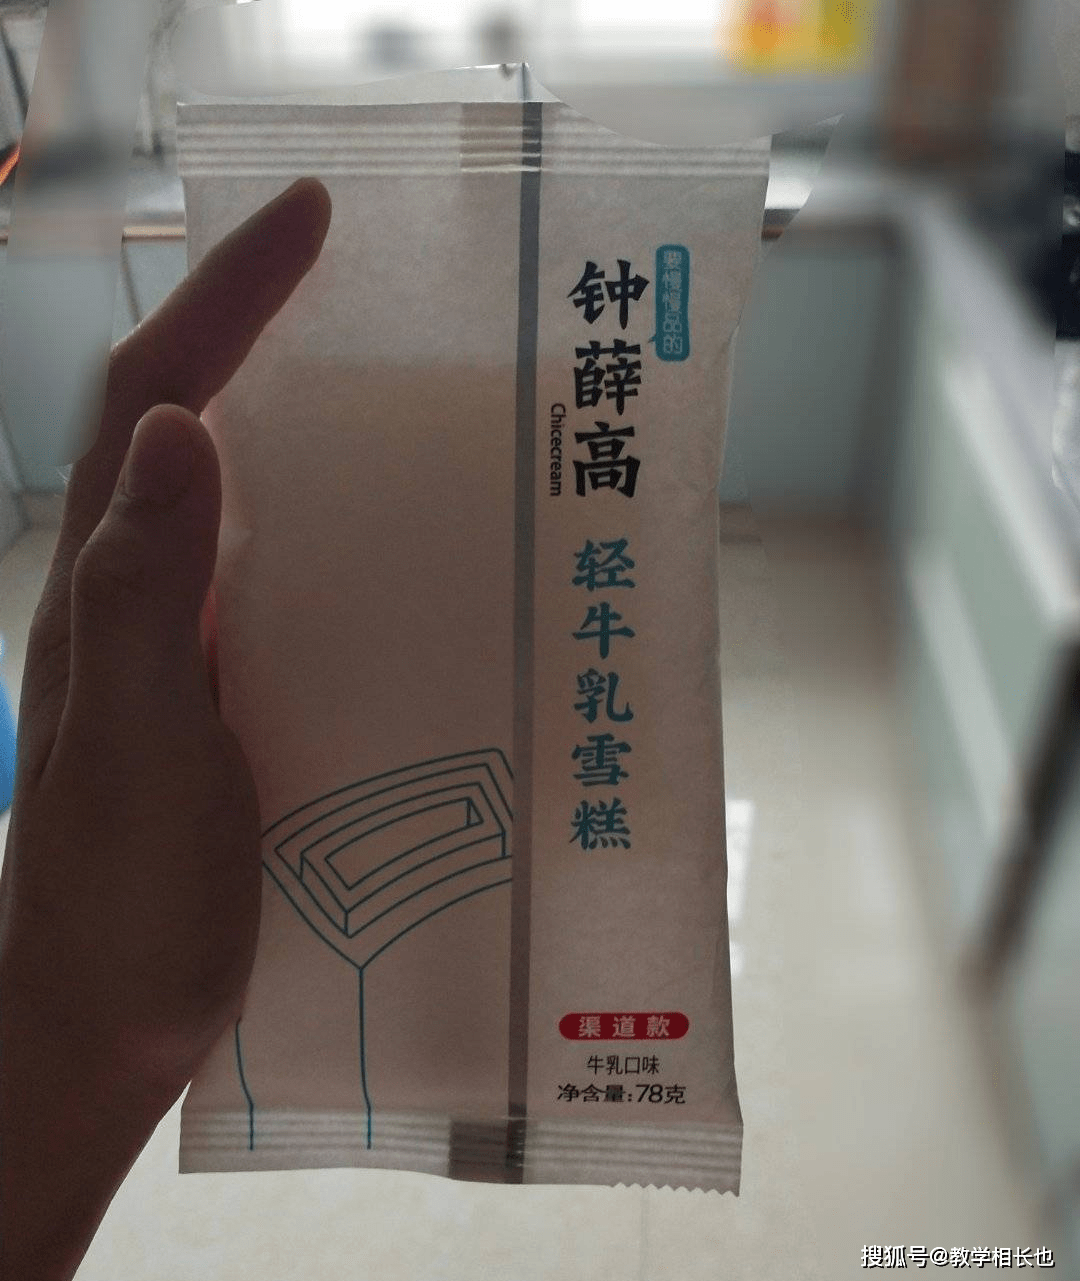 要慢慢品的
钟薛高
Chicecream
轻牛乳雪糕
渠道款
牛乳口味
净含量:78克
搜狐号@教学相长也